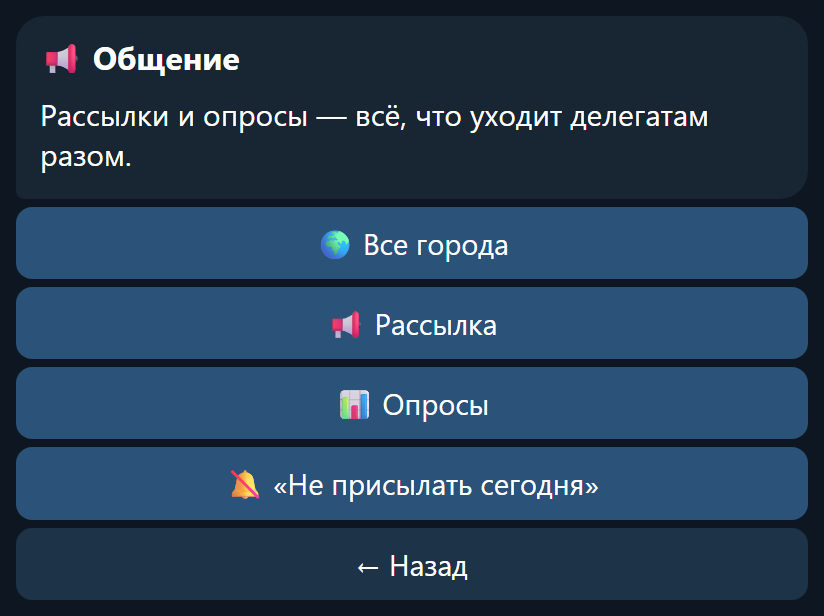 📢 Общение
Рассылки и опросы — всё, что уходит делегатам
разом.
🌍 Все города
📢 Рассылка
📊 Опросы
🔕 «Не присылать сегодня»
← Назад